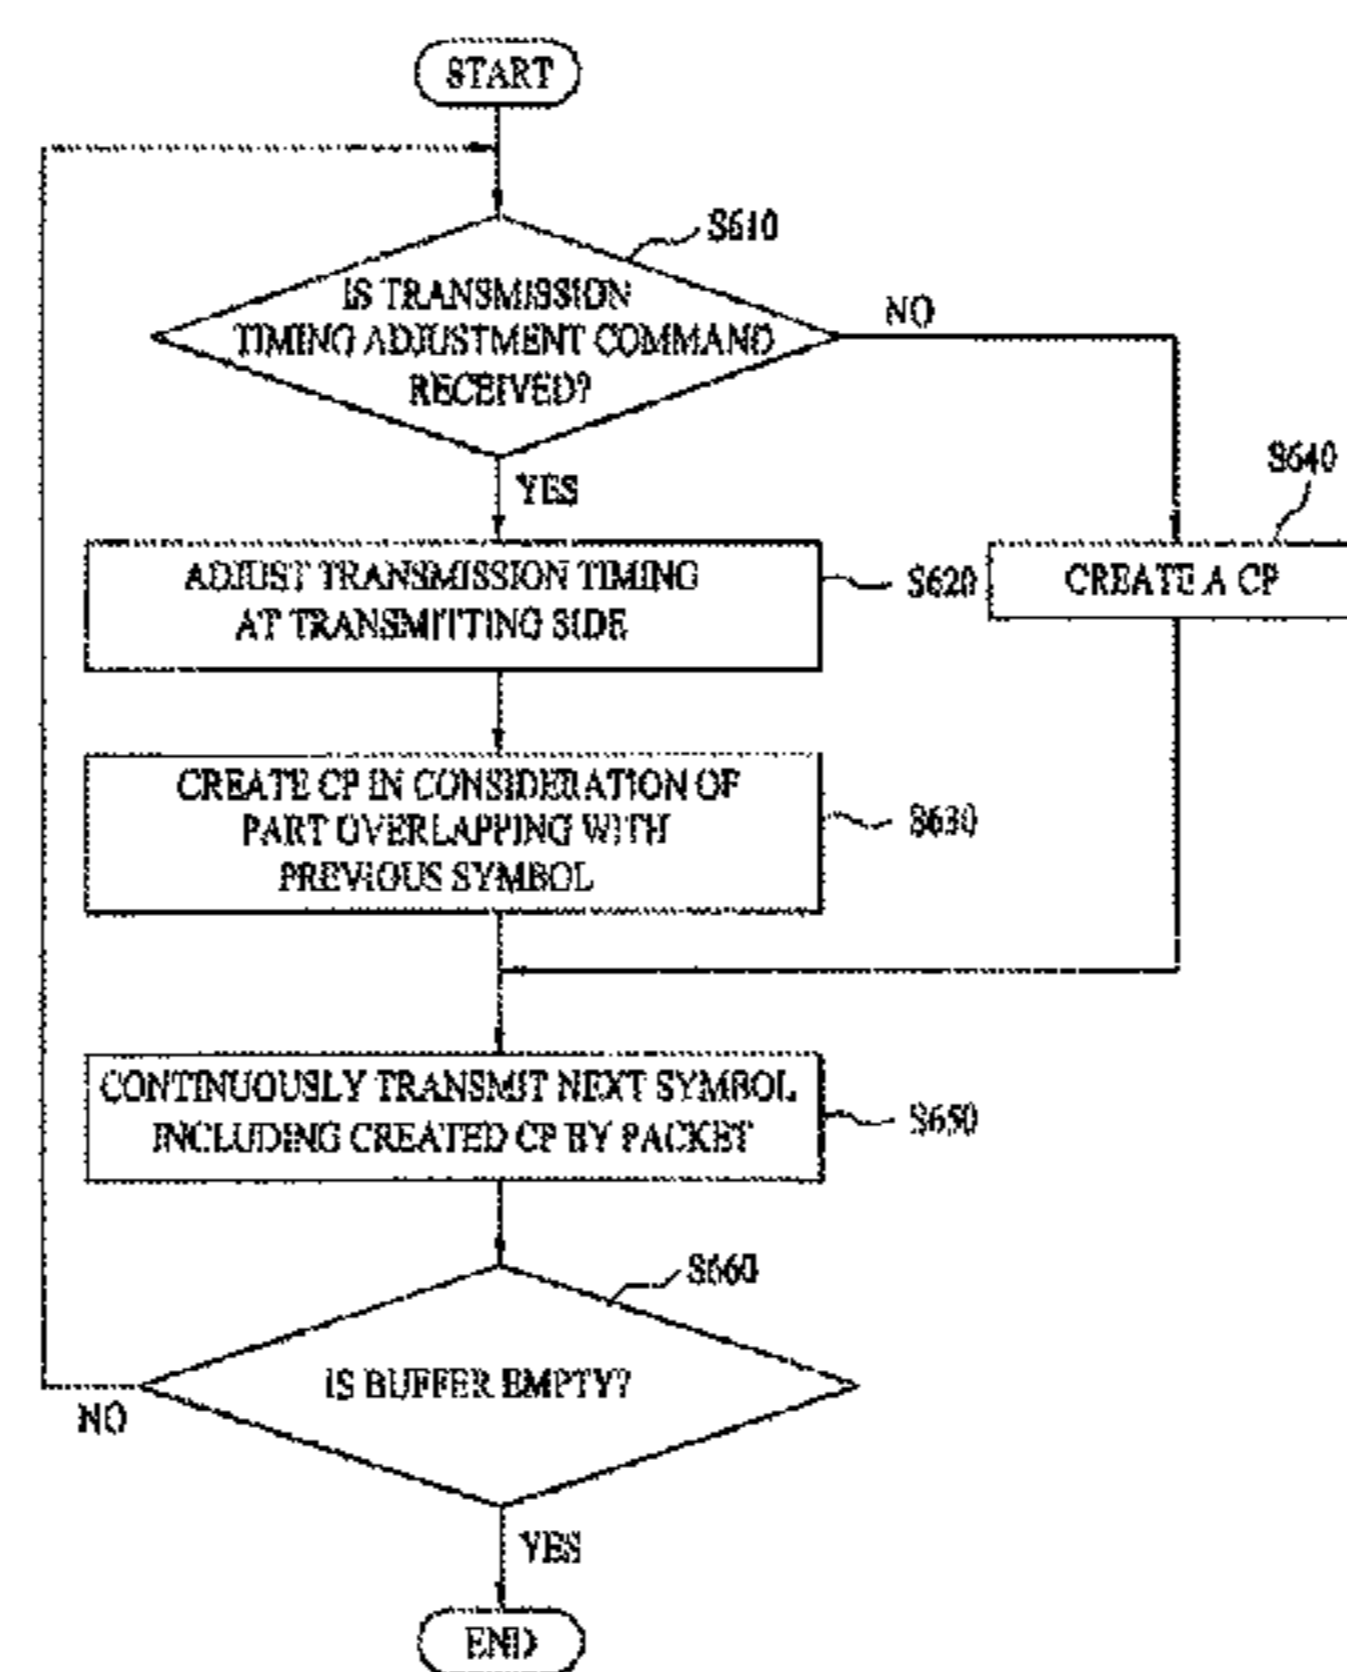 START
S610
IS TRANSMISSION
TIMING ADJUSTMENT COMMAND
RECEIVED?
NO
YES
S640
CREATE A CP
ADJUST TRANSMISSION TIMING
AT TRANSMITTING SIDE
S620
CREATE CP IN CONSIDERATION OF
PART OVERLAPPING WITH
PREVIOUS SYMBOL
S630
CONTINUOUSLY TRANSMIT NEXT SYMBOL
INCLUDING CREATED CP BY PACKET
S650
S660
IS BUFFER EMPTY?
NO
YES
END